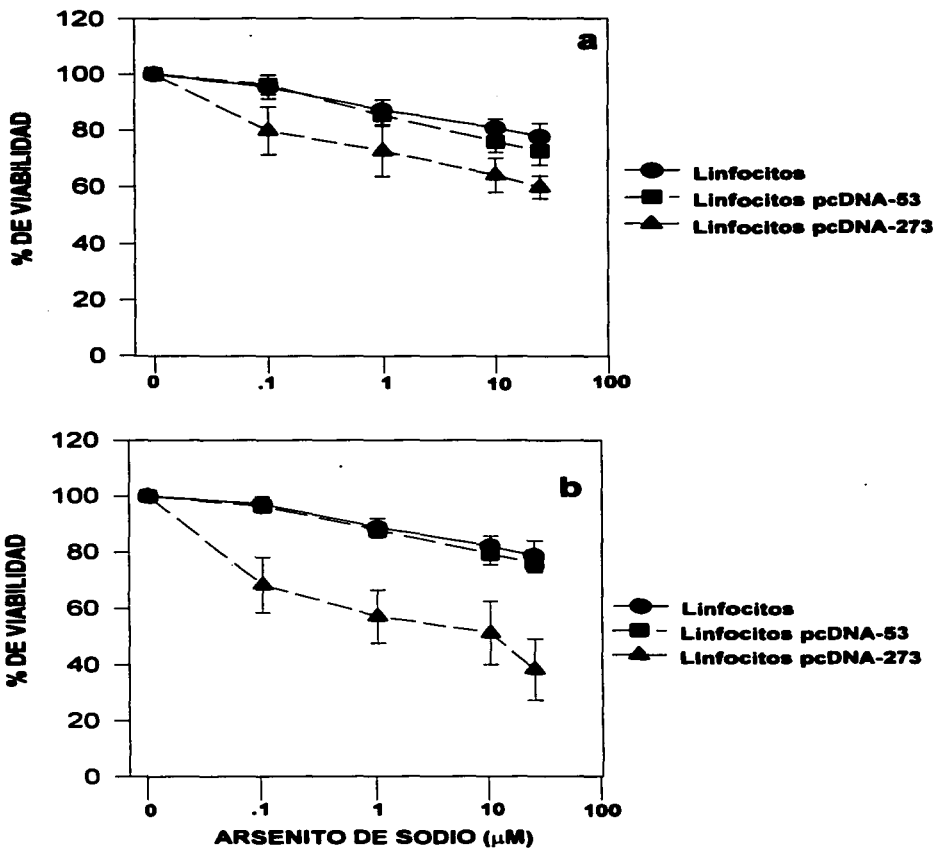 120
100
80
60
40
20
0
% DE VIABILIDAD
a
0 .1 1 10 100
Linfocitos
Linfocitos pcDNA-53
Linfocitos pcDNA-273
120
100
80
60
40
20
0
% DE VIABILIDAD
b
0 .1 1 10 100
ARSENITO DE SODIO (µM)
Linfocitos
Linfocitos pcDNA-53
Linfocitos pcDNA-273